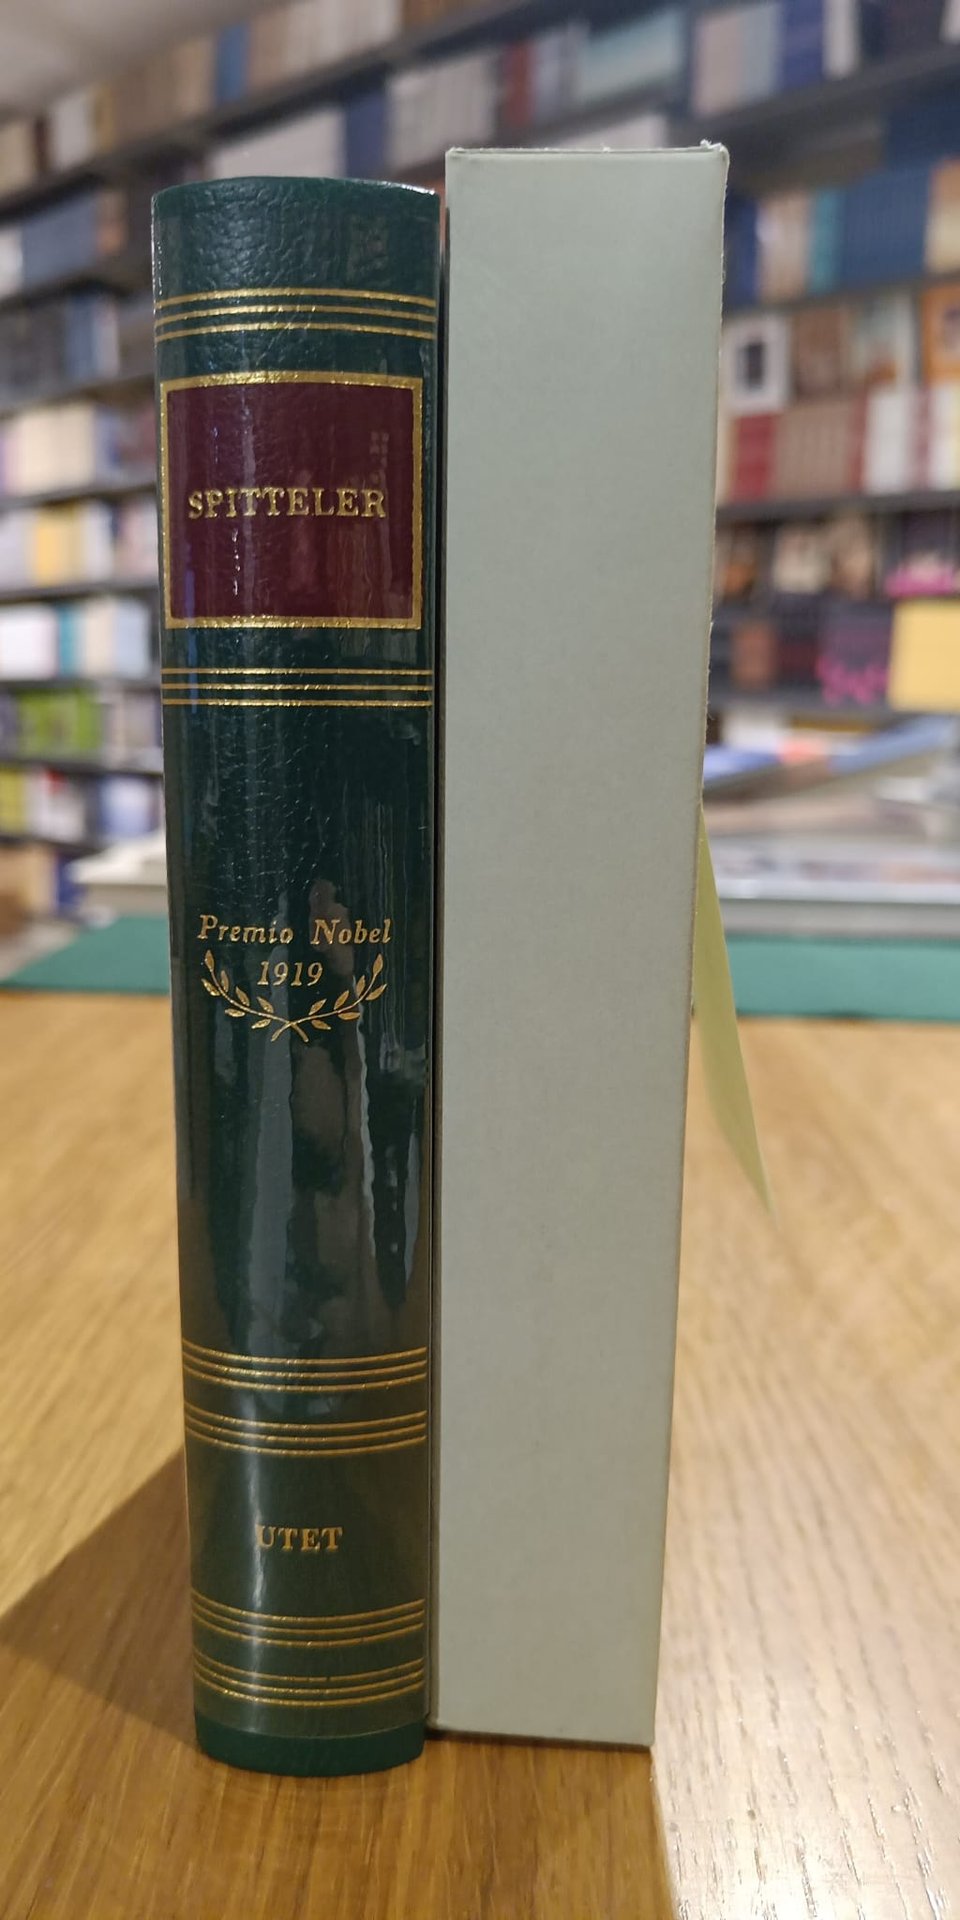 SPITTELER
Premio Nobel
1919
UTET